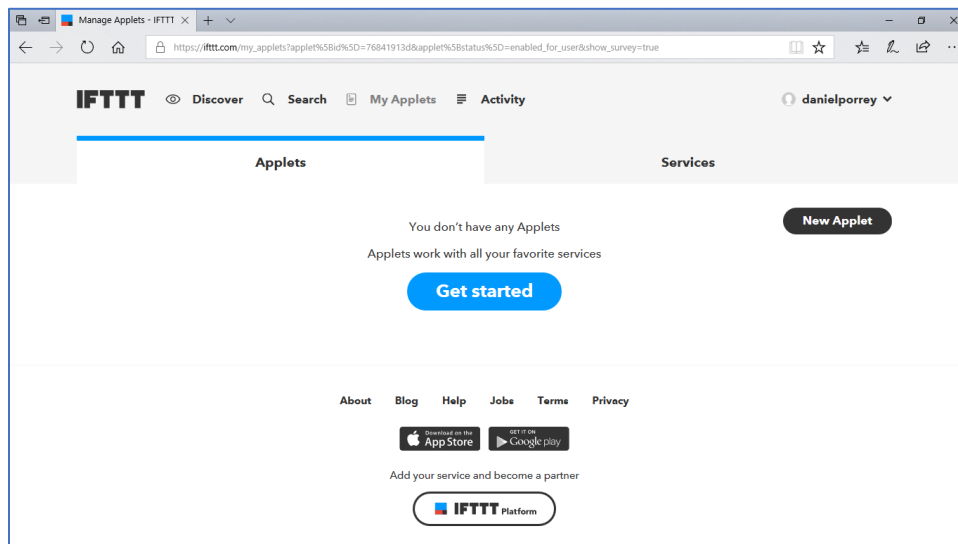 Manage Applets - IFTTT
https://ifttt.com/my_applets?applet%5Bid%5D=76841913d&applet%5Bstatus%5D=enabled_for_user&show_survey=true
IFTTT Discover Search My Applets Activity danielporrey
Applets Services
You don't have any Applets
New Applet
Applets work with all your favorite services
Get started
About Blog Help Jobs Terms Privacy
Download on the
App Store
GET IT ON
Google play
Add your service and become a partner
IFTTT Platform